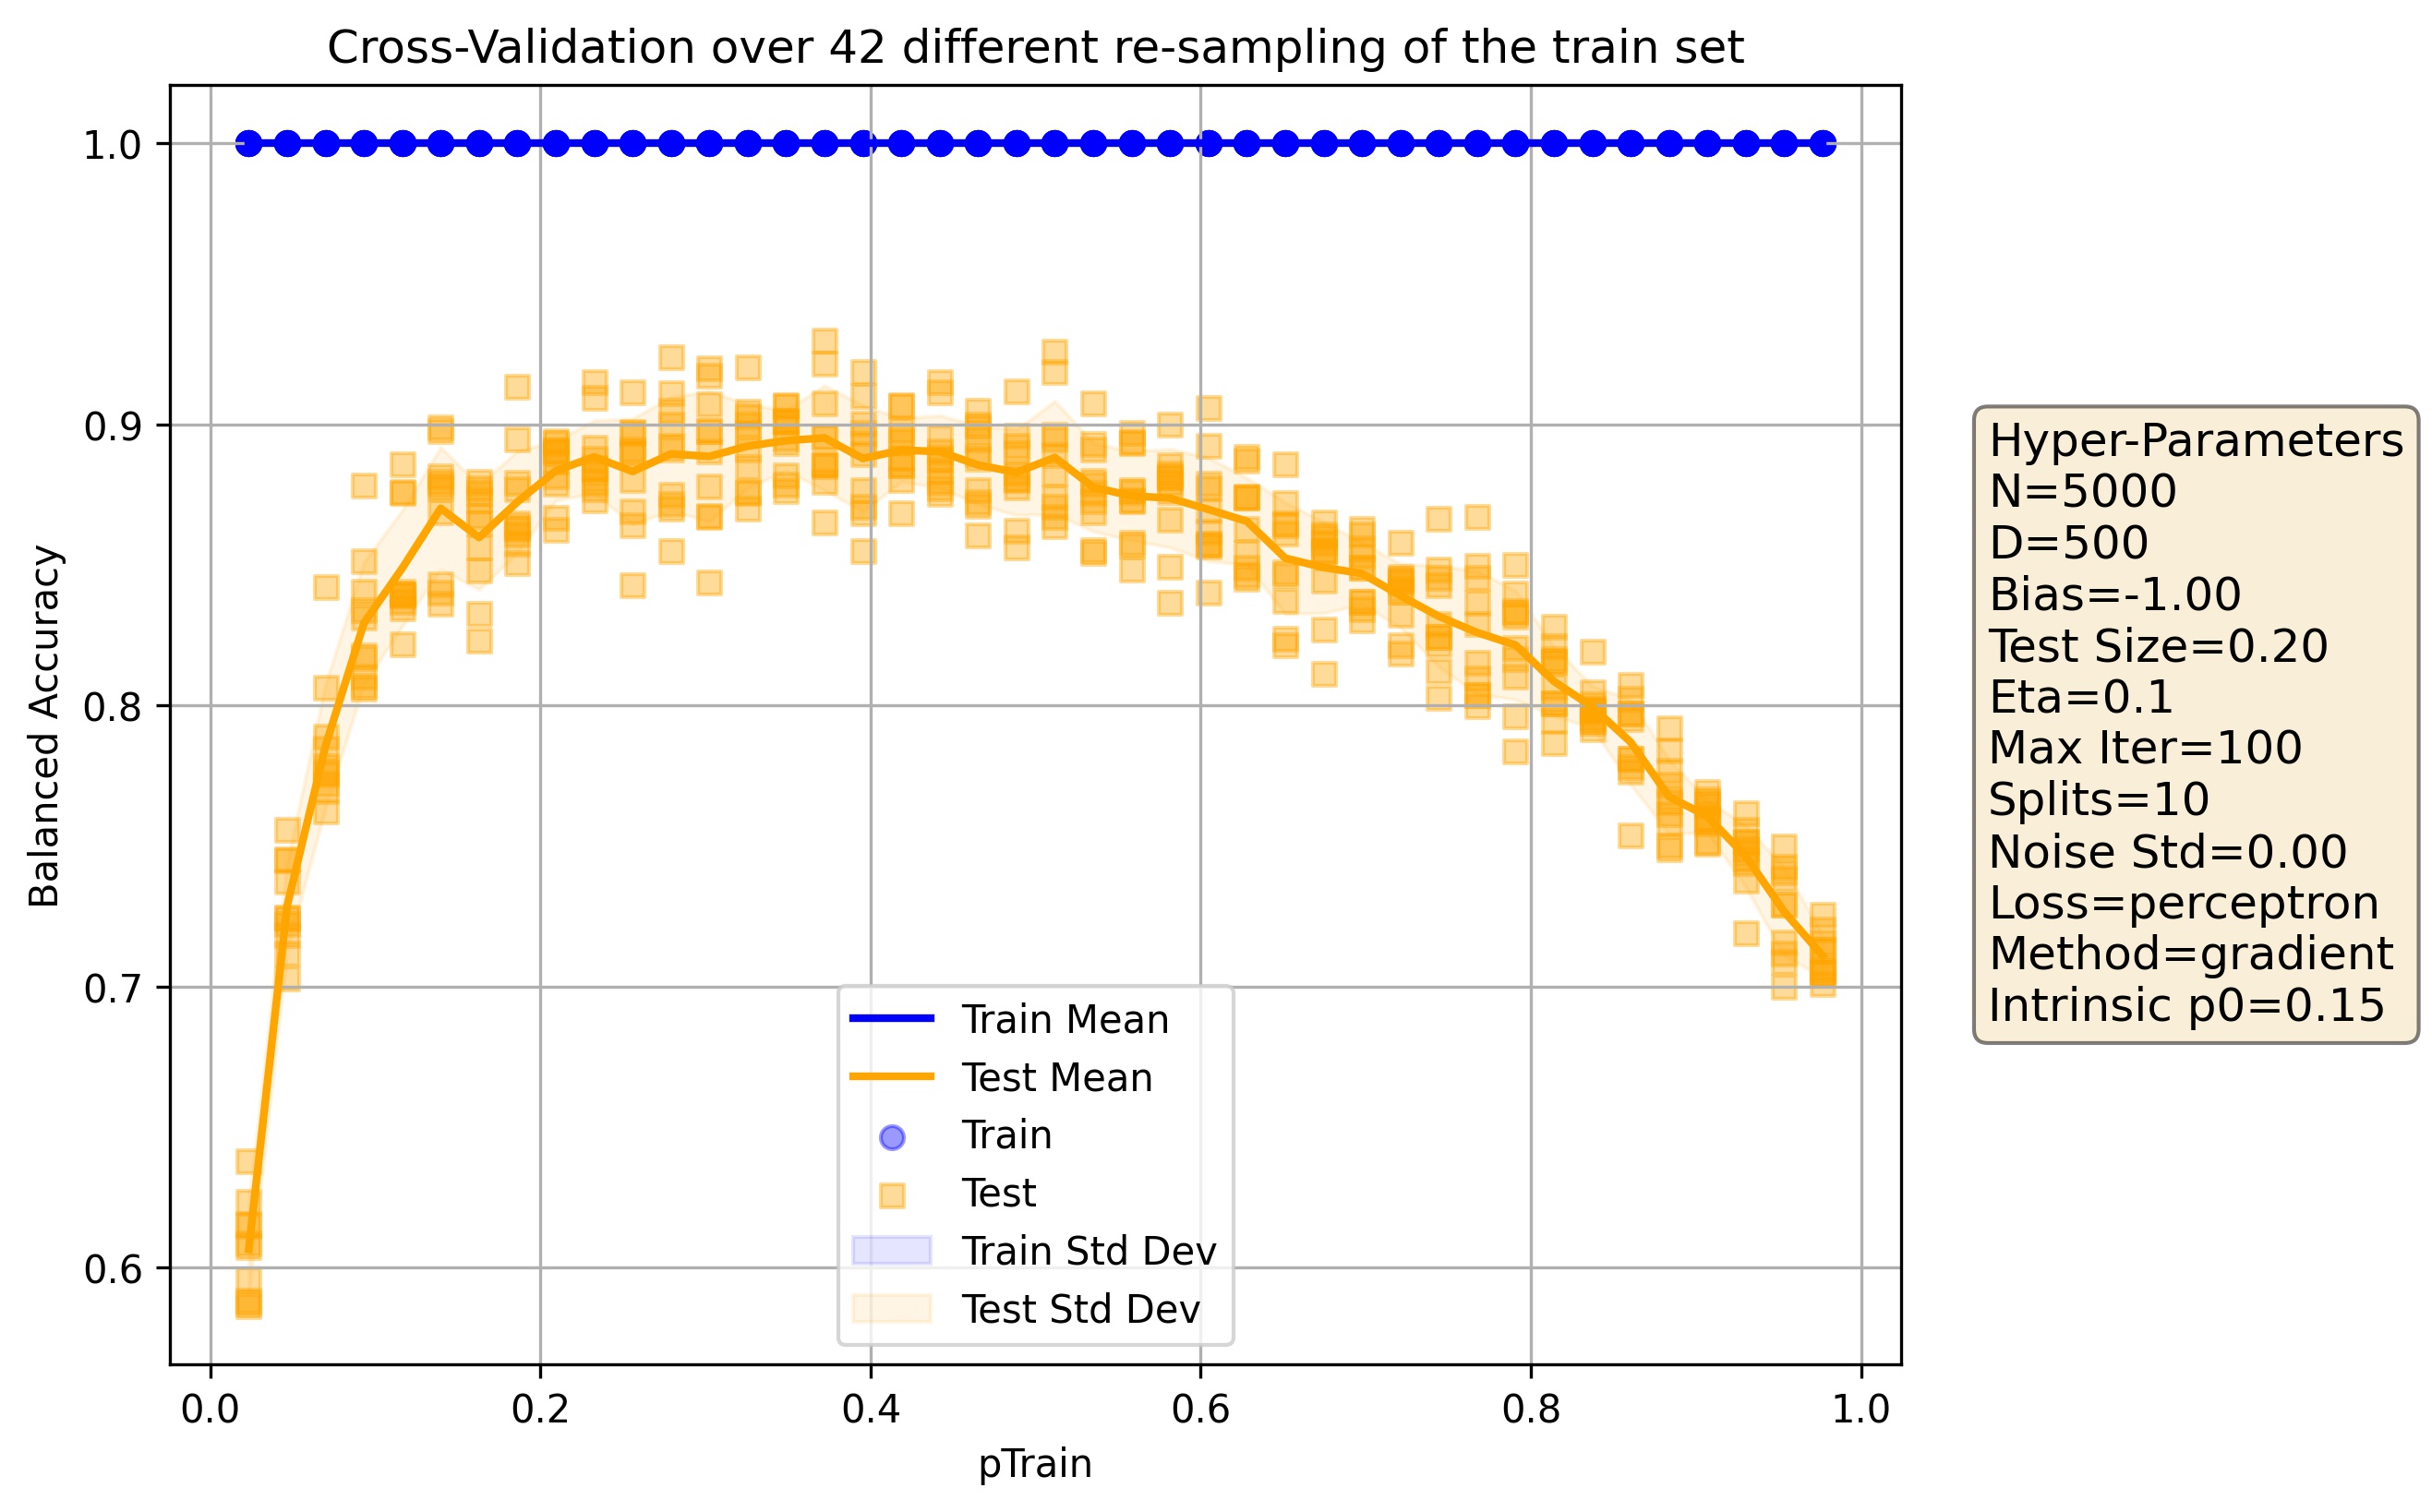 Cross-Validation over 42 different re-sampling of the train set
Balanced Accuracy
1.0
0.9
0.8
0.7
0.6
0.0
0.2
0.4
0.6
0.8
1.0
pTrain
Train Mean
Test Mean
Train
Test
Train Std Dev
Test Std Dev
Hyper-Parameters
N=5000
D=500
Bias=-1.00
Test Size=0.20
Eta=0.1
Max Iter=100
Splits=10
Noise Std=0.00
Loss=perceptron
Method=gradient
Intrinsic p0=0.15